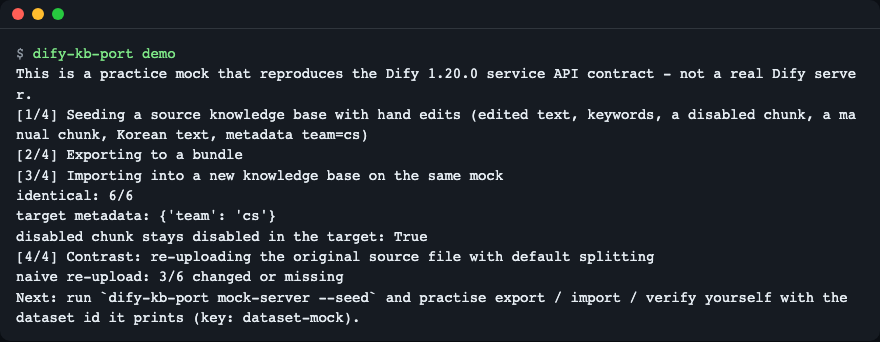 $ dify-kb-port demo
This is a practice mock that reproduces the Dify 1.20.0 service API contract - not a real Dify serve
r.
[1/4] Seeding a source knowledge base with hand edits (edited text, keywords, a disabled chunk, a ma
nual chunk, Korean text, metadata team=cs)
[2/4] Exporting to a bundle
[3/4] Importing into a new knowledge base on the same mock
identical: 6/6
target metadata: {'team': 'cs'}
disabled chunk stays disabled in the target: True
[4/4] Contrast: re-uploading the original source file with default splitting
naive re-upload: 3/6 changed or missing
Next: run `dify-kb-port mock-server --seed` and practise export / import / verify yourself with the
dataset id it prints (key: dataset-mock).